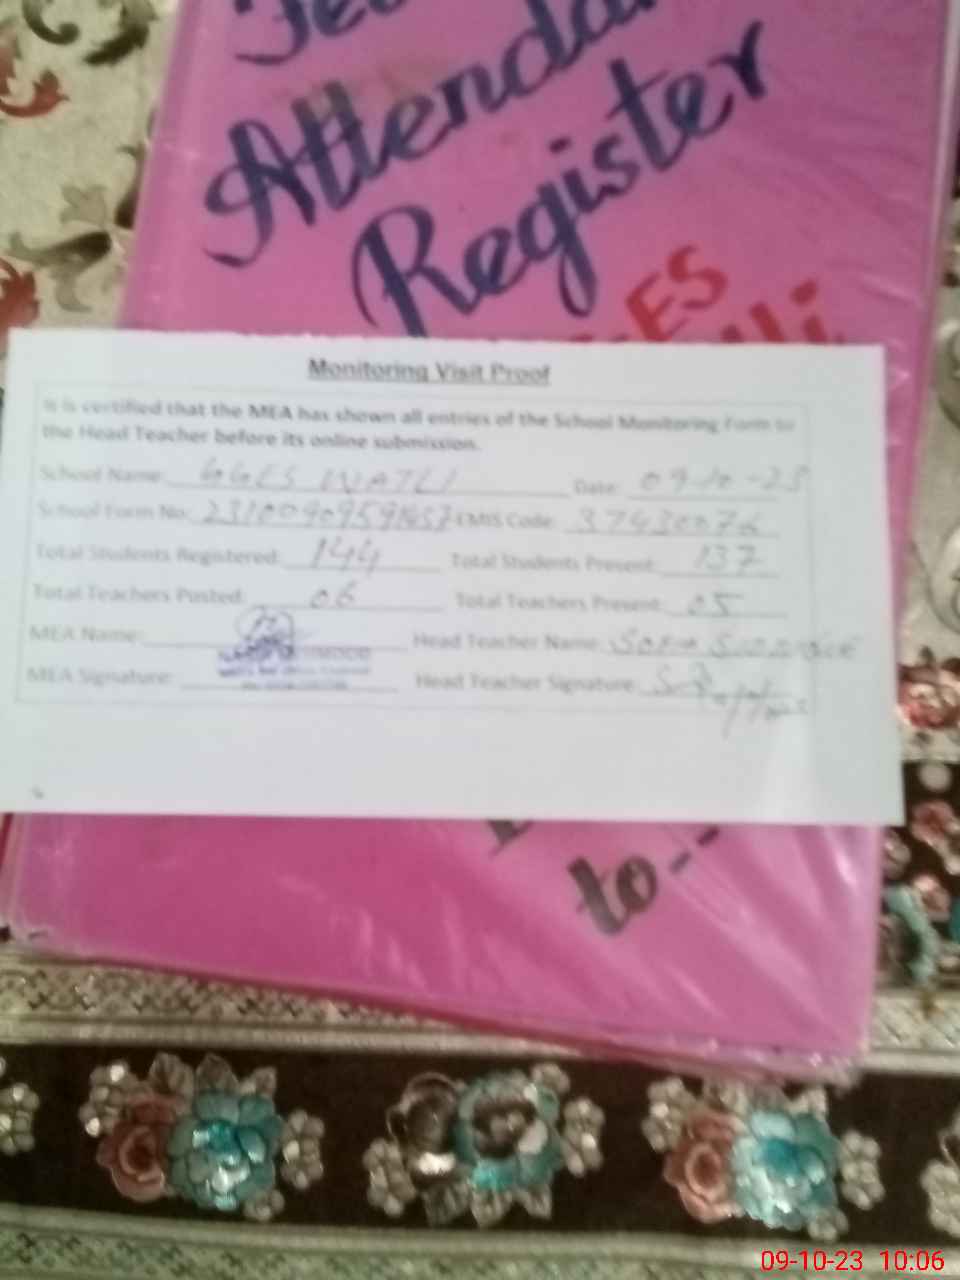 Attenda
Register
ES
Monitoring Visit Proof
It is certified that the MEA has shown all entries of the School Monitoring Form to
the Head Teacher before its online submission.
School Name: GGES WATLI Date: 09-10-23
School Form No: EMIS Code: 37430076
Total Students Registered: 144 Total Students Present: 137
Total Teachers Posted: 06 Total Teachers Present: 05
MEA Name: Head Teacher Name:
MEA Signature: Head Teacher Signature:
to--
09-10-23 10:06